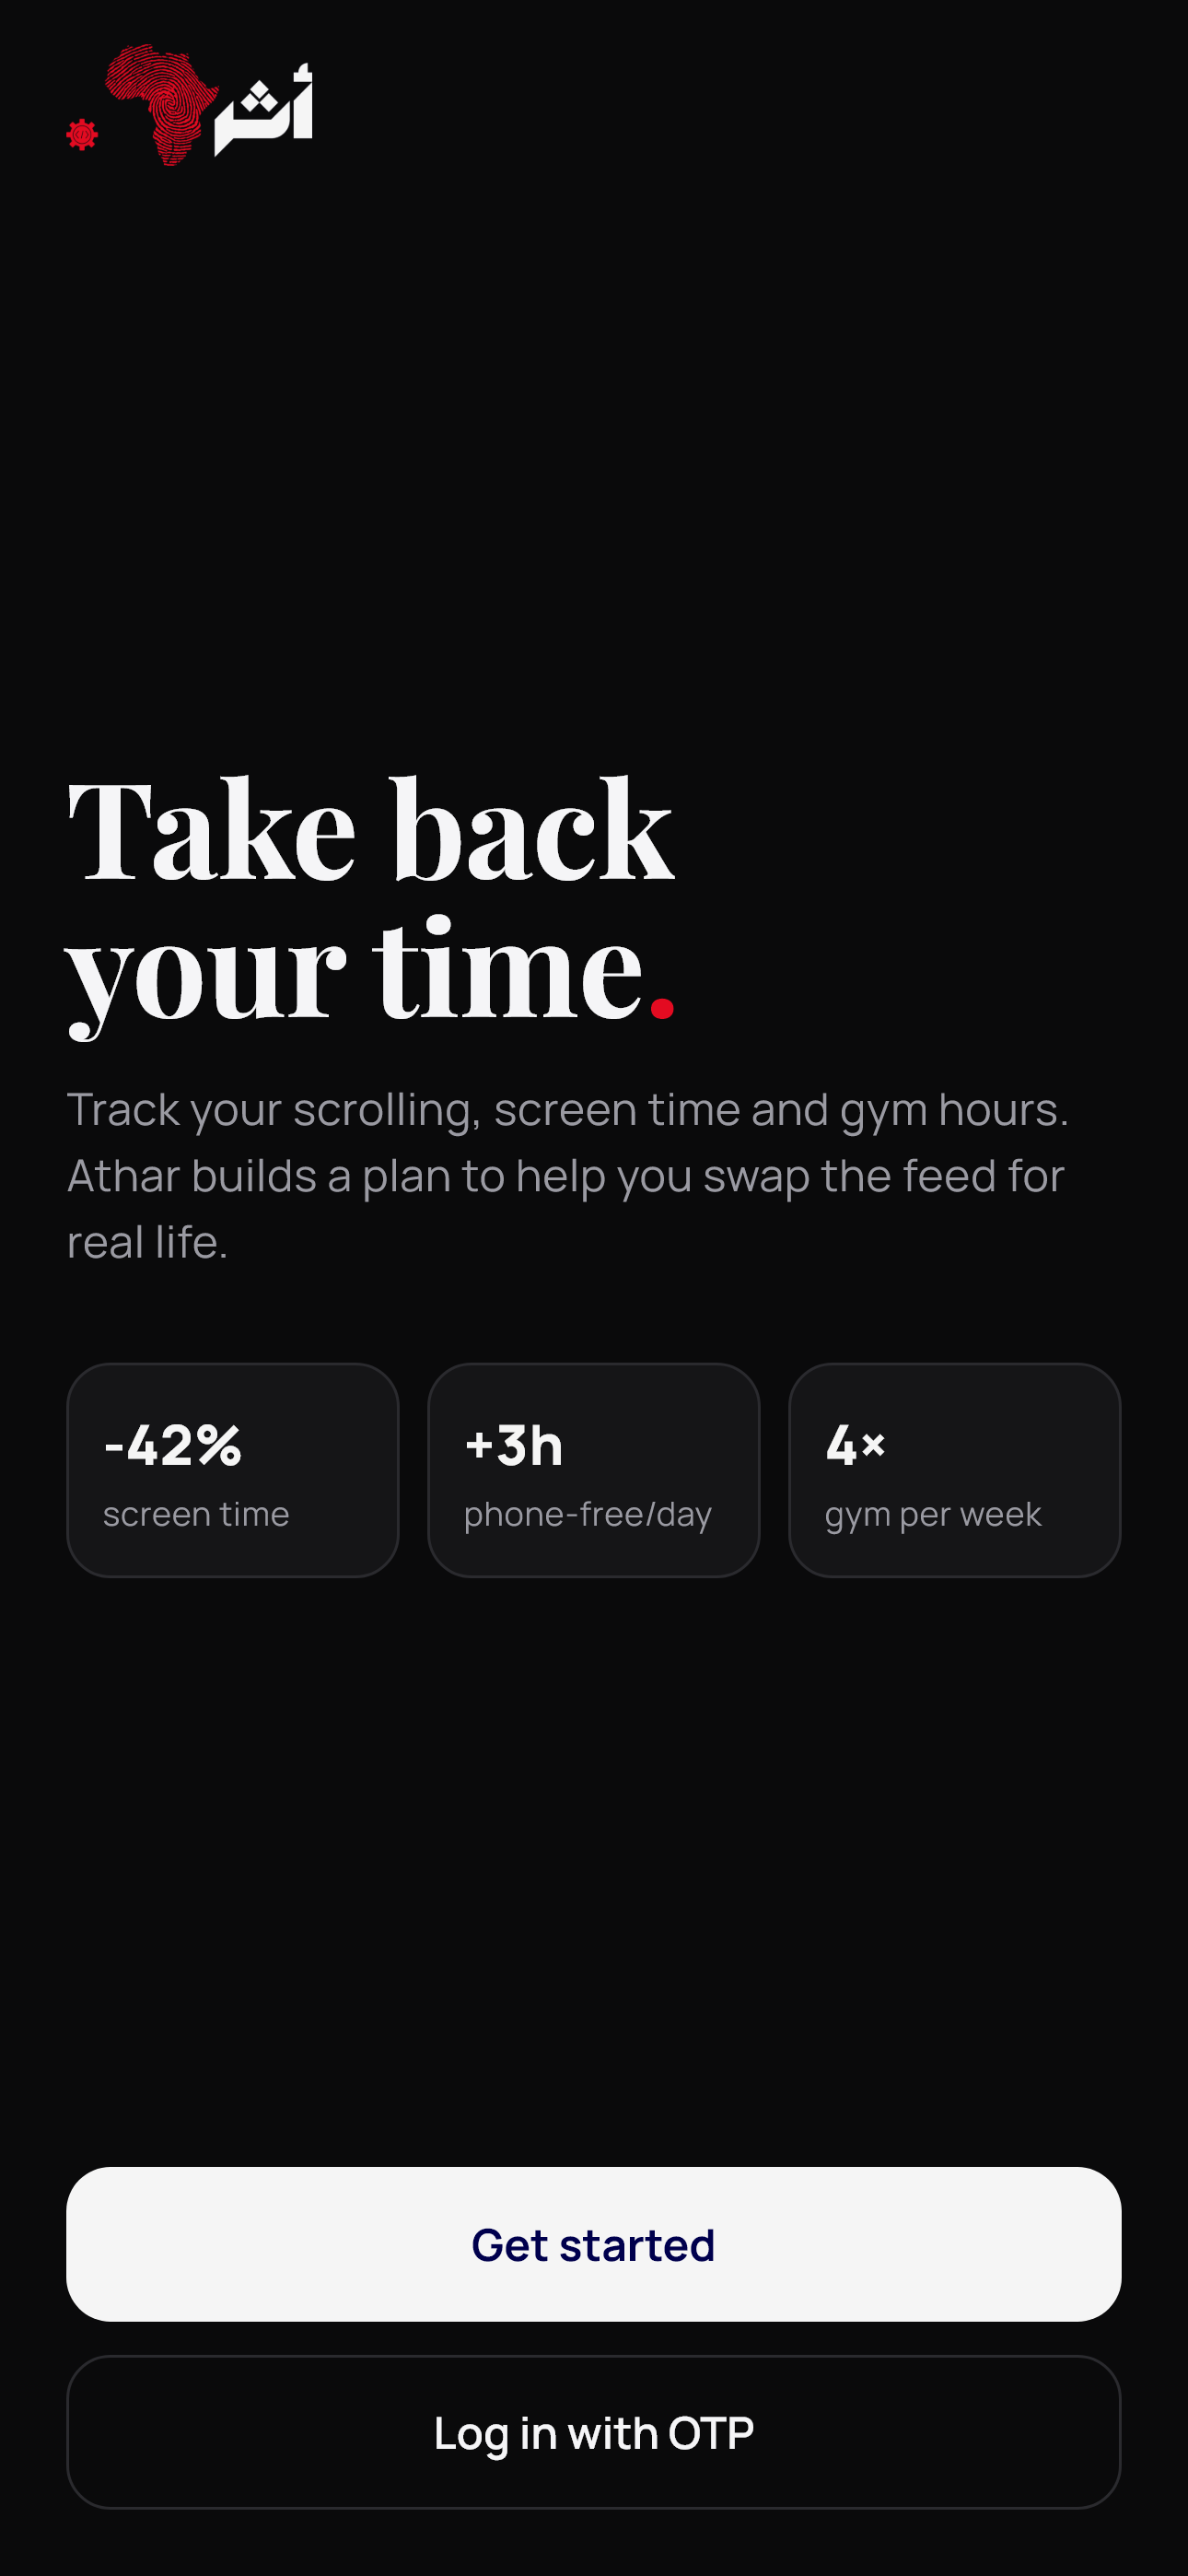 أثر
Take back
your time.
Track your scrolling, screen time and gym hours.
Athar builds a plan to help you swap the feed for
real life.
-42%
screen time
+3h
phone-free/day
4×
gym per week
Get started
Log in with OTP